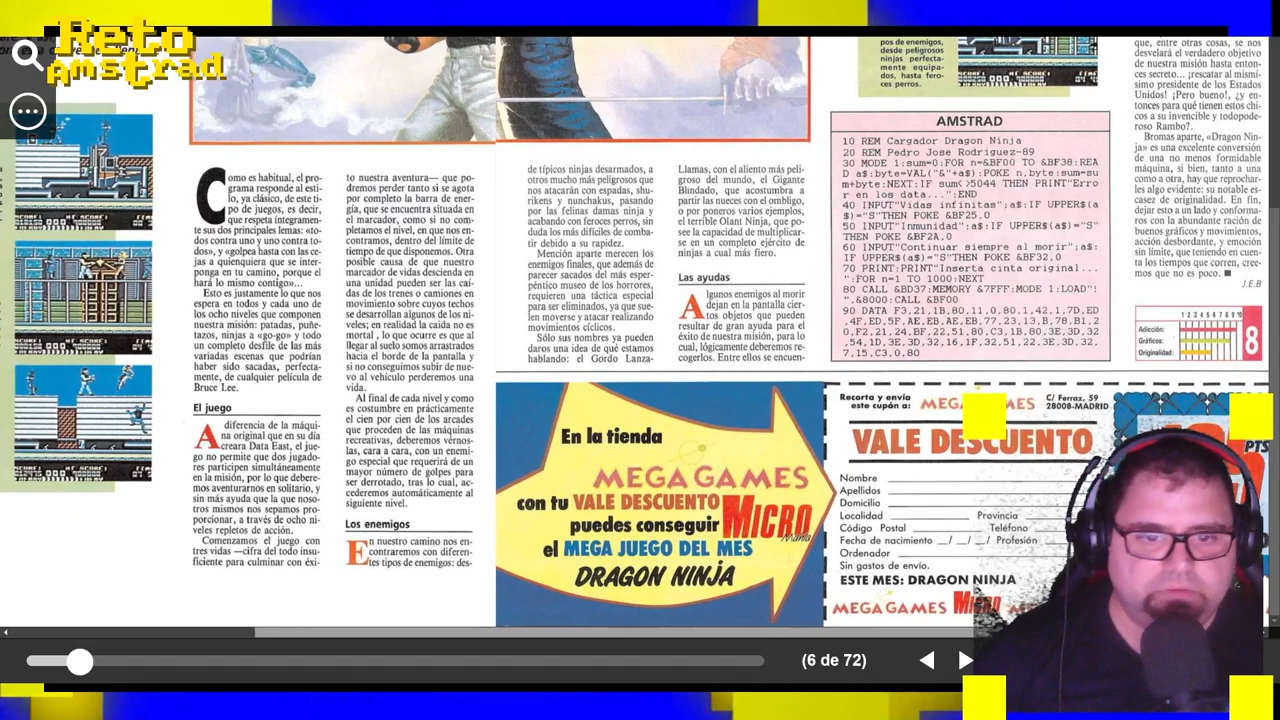 Reto
Amstrad
pos de enemigos,
desde peligrosos
ninjas perfecta-
mente equipa-
dos, hasta fero-
ces perros.
que, entre otras cosas, se nos
desvelará el verdadero objetivo
de nuestra misión hasta enton-
ces secreto... ¡rescatar al mismí-
simo presidente de los Estados
Unidos! ¡Pero bueno!, ¿y en-
tonces para qué tienen estos chi-
cos a su invencible y todopode-
roso Rambo?.
Bromas aparte, «Dragon Nin-
ja» es una excelente conversión
de una no menos formidable
máquina, si bien, tanto a una
como a otra, hay que reprochar-
les algo evidente: su notable es-
casez de originalidad. En fin,
dejar esto a un lado y conforma-
ros con la abundante ración de
buenos gráficos y movimientos,
acción desbordante, y emoción
sin límite, que teniendo en cuen-
ta los tiempos que corren, cree-
mos que no es poco. ■
J.E.B
Como es habitual, el pro-
grama responde al esti-
lo, ya clásico, de este ti-
po de juegos, es decir,
que respeta íntegramen-
te sus dos principales lemas: «to-
dos contra uno y uno contra to-
dos», y «golpea hasta con las ce-
jas a quienquiera que se inter-
ponga en tu camino, porque el
hará lo mismo contigo»...
Esto es justamente lo que nos
espera en todos y cada uno de
los ocho niveles que componen
nuestra misión: patadas, puñe-
tazos, ninjas a «go-go» y todo
un completo desfile de las más
variadas escenas que podrían
haber sido sacadas, perfecta-
mente, de cualquier película de
Bruce Lee.
El juego
A diferencia de la máqui-
na original que en su día
creara Data East, el jue-
go no permite que dos jugado-
res participen simultáneamente
en la misión, por lo que debere-
mos aventurarnos en solitario, y
sin más ayuda que la que noso-
tros mismos nos sepamos pro-
porcionar, a través de ocho ni-
veles repletos de acción.
Comenzamos el juego con
tres vidas —cifra del todo insu-
ficiente para culminar con éxi-
to nuestra aventura— que po-
dremos perder tanto si se agota
por completo la barra de ener-
gía, que se encuentra situada en
el marcador, como si no com-
pletamos el nivel, en que nos en-
contramos, dentro del límite de
tiempo de que disponemos. Otra
posible causa de que nuestro
marcador de vidas descienda en
una unidad pueden ser las caí-
das de los trenes o camiones en
movimiento sobre cuyos techos
se desarrollan algunos de los ni-
veles; en realidad la caida no es
mortal , lo que ocurre es que al
llegar al suelo somos arrastrados
hacia el borde de la pantalla y
si no conseguimos subir de nue-
vo al vehículo perderemos una
vida.
Al final de cada nivel y como
es costumbre en prácticamente
el cien por cien de los arcades
que proceden de las máquinas
recreativas, deberemos vérnos-
las, cara a cara, con un enemi-
go especial que requerirá de un
mayor número de golpes para
ser derrotado, tras lo cual, ac-
cederemos automáticamente al
siguiente nivel.
Los enemigos
En nuestro camino nos en-
contraremos con diferen-
tes tipos de enemigos: des-
de típicos ninjas desarmados, a
otros mucho más peligrosos que
nos atacarán con espadas, shu-
rikens y nunchakus, pasando
por las felinas damas ninja y
acabando con feroces perros, sin
duda los más difíciles de comba-
tir debido a su rapidez.
Mención aparte merecen los
enemigos finales, que además de
parecer sacados del más esper-
péntico museo de los horrores,
requieren una táctica especial
para ser eliminados, ya que sue-
len moverse y atacar realizando
movimientos cíclicos.
Sólo sus nombres ya pueden
daros una idea de qué estamos
hablando: el Gordo Lanza-
Llamas, con el aliento más peli-
groso del mundo, el Gigante
Blindado, que acostumbra a
partir las nueces con el ombligo,
o por poneros varios ejemplos,
el terrible Olant Ninja, que po-
see la capacidad de multiplicar-
se en un completo ejército de
ninjas a cual más fiero.
Las ayudas
Algunos enemigos al morir
dejan en la pantalla cier-
tos objetos que pueden
resultar de gran ayuda para el
éxito de nuestra misión, para lo
cual, lógicamente deberemos re-
cogerlos. Entre ellos se encuen-
AMSTRAD
10 REM Cargador Dragon Ninja
20 REM Pedro Jose Rodriguez-89
30 MODE 1:sum=0:FOR n=&BF00 TO &BF38:REA
D a$:byte=VAL("&"+a$):POKE n,byte:sum=su
m+byte:NEXT:IF sum<>5044 THEN PRINT"Erro
r en los datos...":END
40 INPUT"Vidas infinitas";a$:IF UPPER$(a
$)="S"THEN POKE &BF25,0
50 INPUT"Inmunidad";a$:IF UPPER$(a$)="S"
THEN POKE &BF2A,0
60 INPUT"Continuar siempre al morir";a$:
IF UPPER$(a$)="S"THEN POKE &BF32,0
70 PRINT:PRINT"Inserta cinta original...
":FOR n=1 TO 1000:NEXT
80 CALL &BD37:MEMORY &7FFF:MODE 1:LOAD"!
",&8000:CALL &BF00
90 DATA F3,21,1B,80,11,0,80,1,42,1,7D,ED
,4F,ED,5F,AE,EB,AE,EB,77,23,13,B,78,B1,2
0,F2,21,24,BF,22,51,80,C3,1B,80,3E,3D,32
,54,1D,3E,3D,32,16,1F,32,51,22,3E,3D,32,
7,15,C3,0,80
1 2 3 4 5 6 7 8 9 10
Adicción:
Gráficos:
Originalidad:
8
En la tienda
MEGA GAMES
con tu VALE DESCUENTO
puedes conseguir MICRO
Manía
el MEGA JUEGO DEL MES
DRAGON NINJA
Recorta y envía
este cupón a:
MEGA GAMES
C/ Ferraz, 59
28008-MADRID
VALE DESCUENTO
PTS
Nombre
Apellidos
Domicilio
Localidad Provincia
Código Postal Teléfono
Fecha de nacimiento __/__/__ Profesión
Ordenador
Sin gastos de envío.
ESTE MES: DRAGON NINJA
MEGA GAMES
(6 de 72)